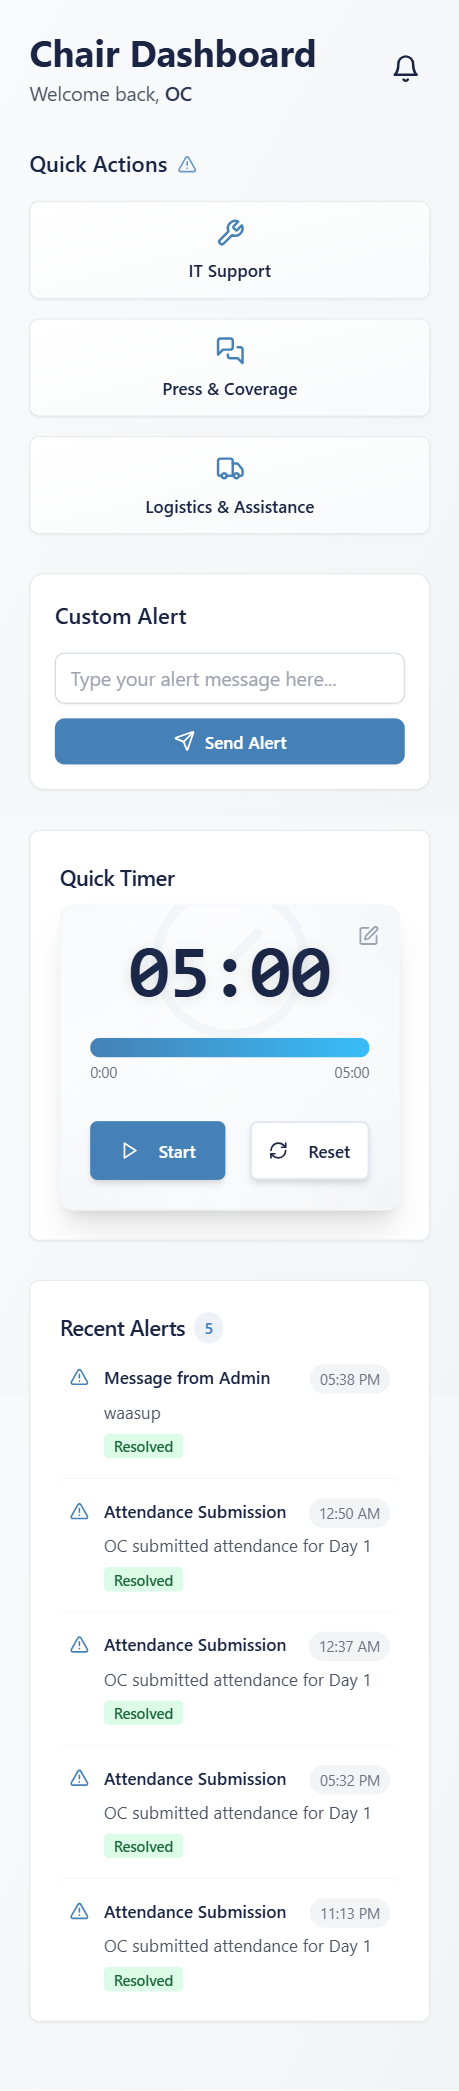 Chair Dashboard
Welcome back, OC
Quick Actions
IT Support
Press & Coverage
Logistics & Assistance
Custom Alert
Type your alert message here...
Send Alert
Quick Timer
05:00
0:00 05:00
Start Reset
Recent Alerts 5
Message from Admin 05:38 PM
waasup
Resolved
Attendance Submission 12:50 AM
OC submitted attendance for Day 1
Resolved
Attendance Submission 12:37 AM
OC submitted attendance for Day 1
Resolved
Attendance Submission 05:32 PM
OC submitted attendance for Day 1
Resolved
Attendance Submission 11:13 PM
OC submitted attendance for Day 1
Resolved